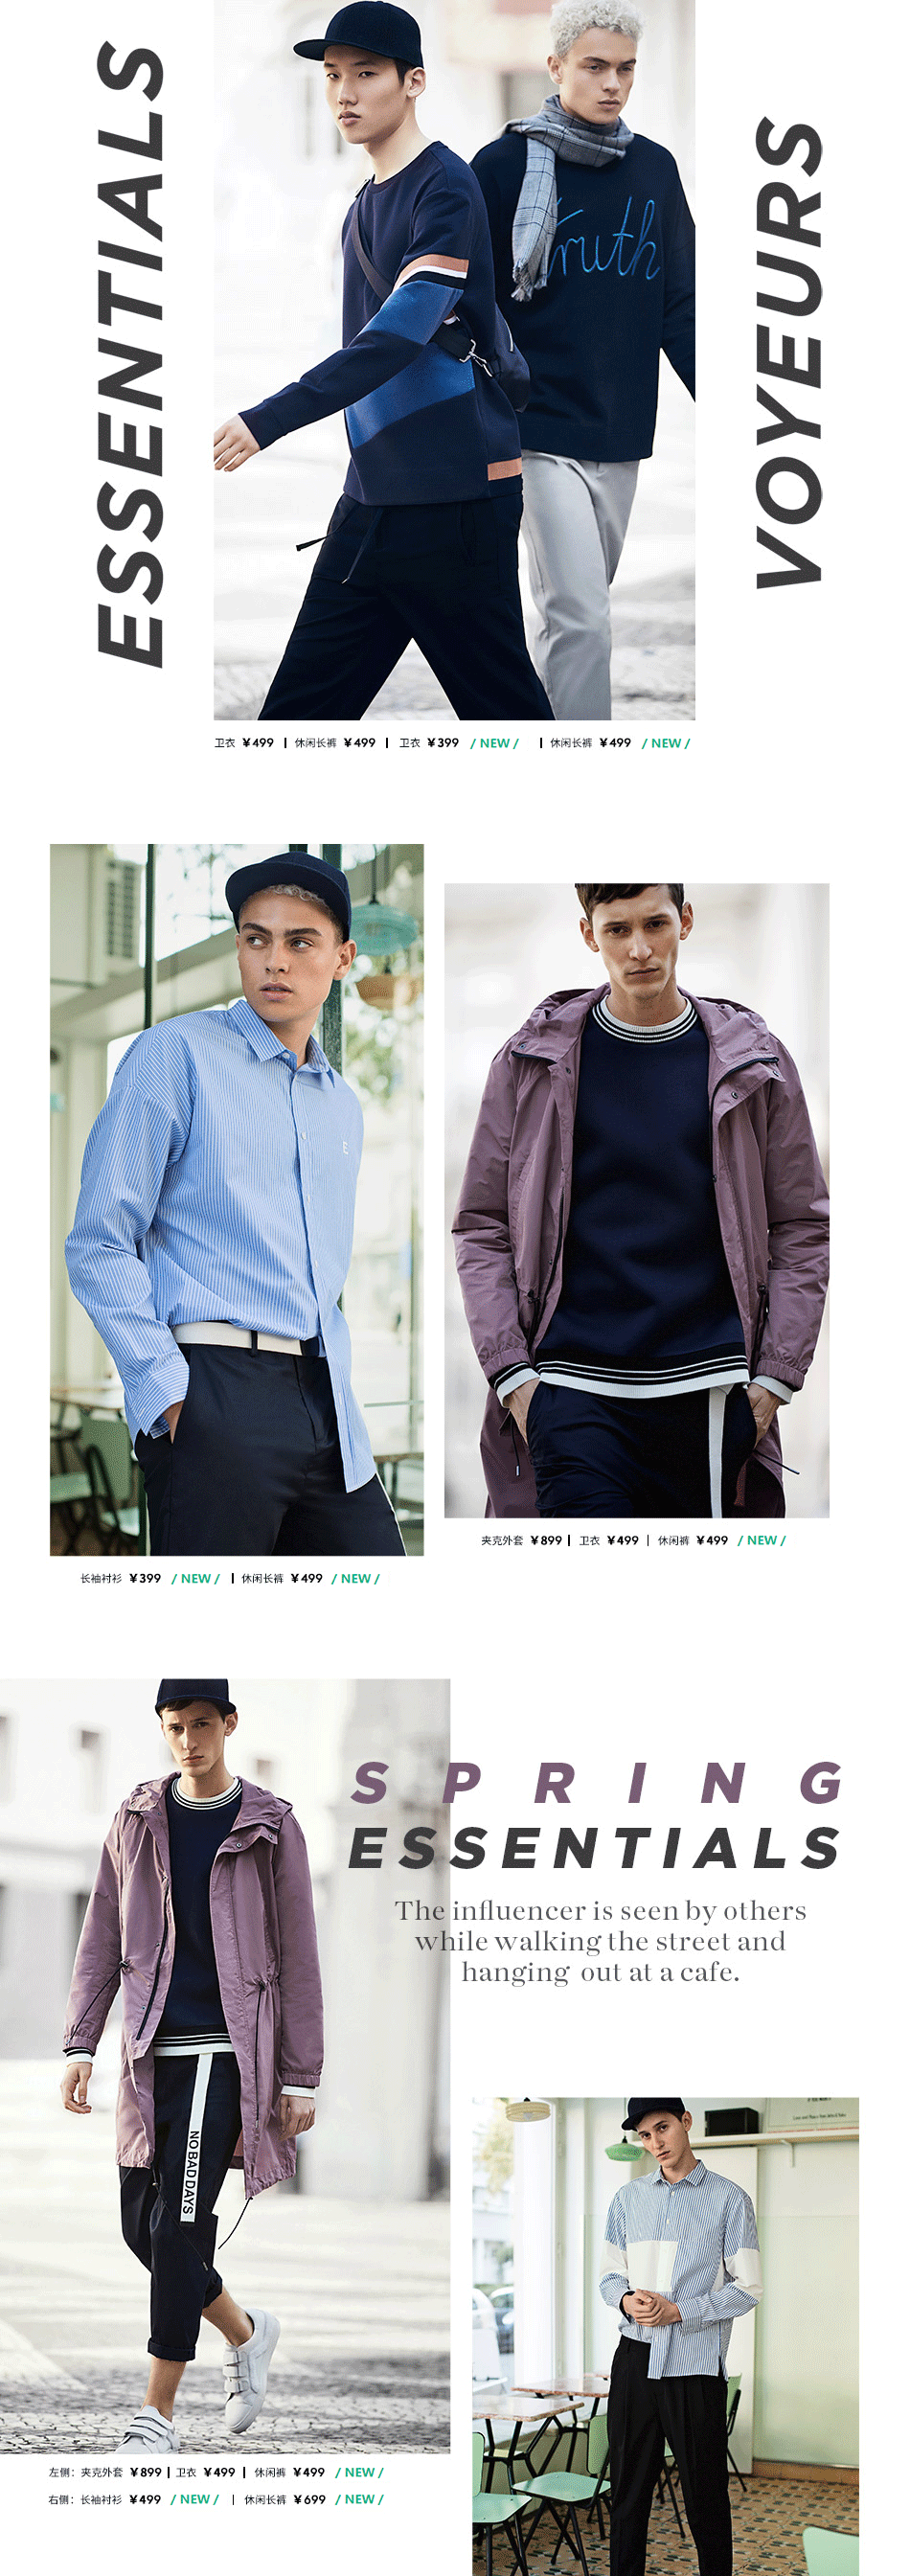 ESSENTIALS
VOYEURS
Truth
卫衣 ¥499 | 休闲长裤 ¥499 | 卫衣 ¥399 / NEW / | 休闲长裤 ¥499 / NEW /
E
夹克外套 ¥899 | 卫衣 ¥499 | 休闲裤 ¥499 / NEW /
长袖衬衫 ¥399 / NEW / | 休闲长裤 ¥499 / NEW /
SPRING
ESSENTIALS
The influencer is seen by others
while walking the street and
hanging out at a cafe.
NO BAD DAYS
左侧：夹克外套 ¥899 | 卫衣 ¥499 | 休闲裤 ¥499 / NEW /
右侧：长袖衬衫 ¥499 / NEW / | 休闲长裤 ¥699 / NEW /